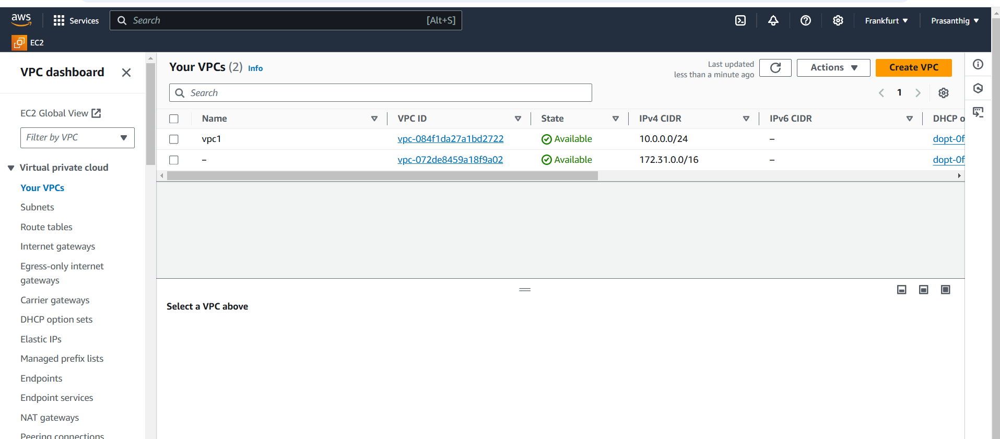 aws
Services
Search [Alt+S]
Frankfurt
Prasanthig
EC2
VPC dashboard
EC2 Global View
Filter by VPC
Virtual private cloud
Your VPCs
Subnets
Route tables
Internet gateways
Egress-only internet
gateways
Carrier gateways
DHCP option sets
Elastic IPs
Managed prefix lists
Endpoints
Endpoint services
NAT gateways
Peering connections
Your VPCs (2) Info
Last updated
less than a minute ago
Actions
Create VPC
Search
1
Name VPC ID State IPv4 CIDR IPv6 CIDR DHCP o
vpc1 vpc-084f1da27a1bd2722 Available 10.0.0.0/24 – dopt-0f
– vpc-072de8459a18f9a02 Available 172.31.0.0/16 – dopt-0f
Select a VPC above